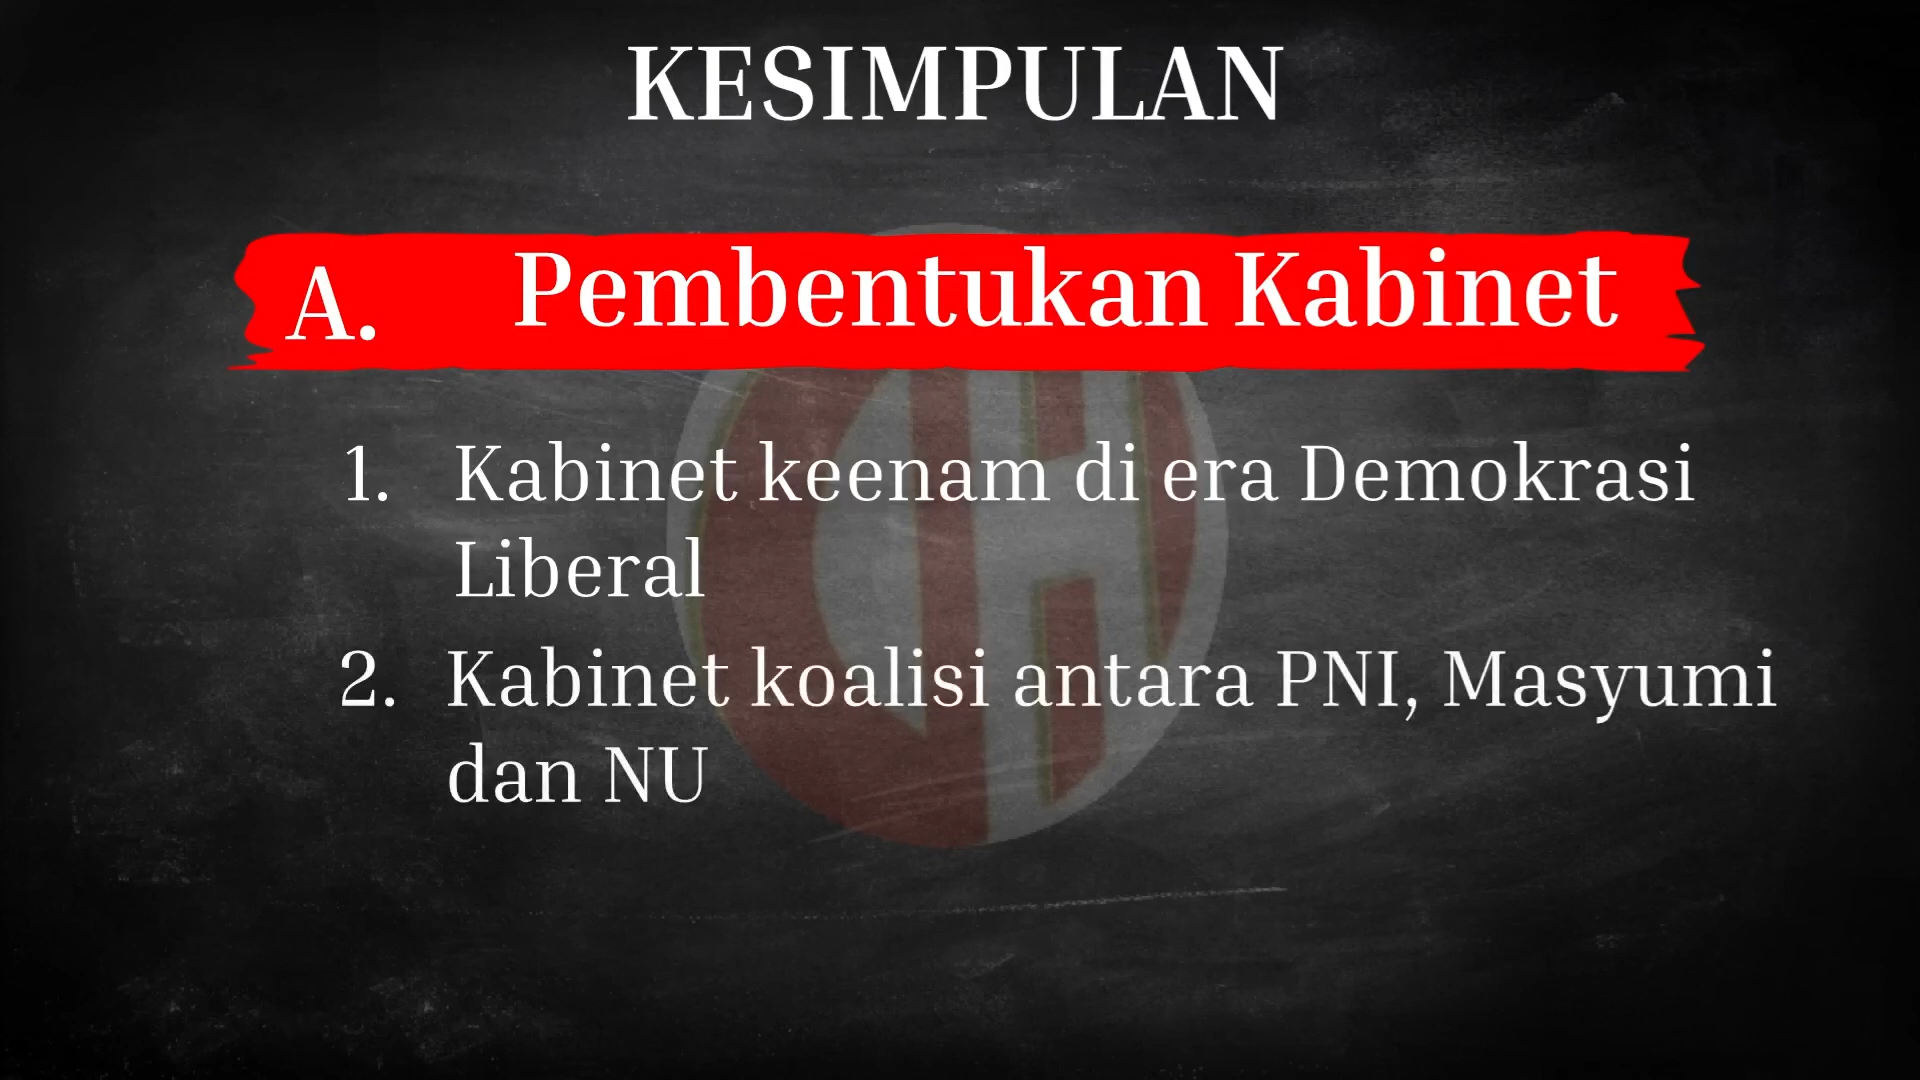 KESIMPULAN
A. Pembentukan Kabinet
1. Kabinet keenam di era Demokrasi
Liberal
2. Kabinet koalisi antara PNI, Masyumi
dan NU